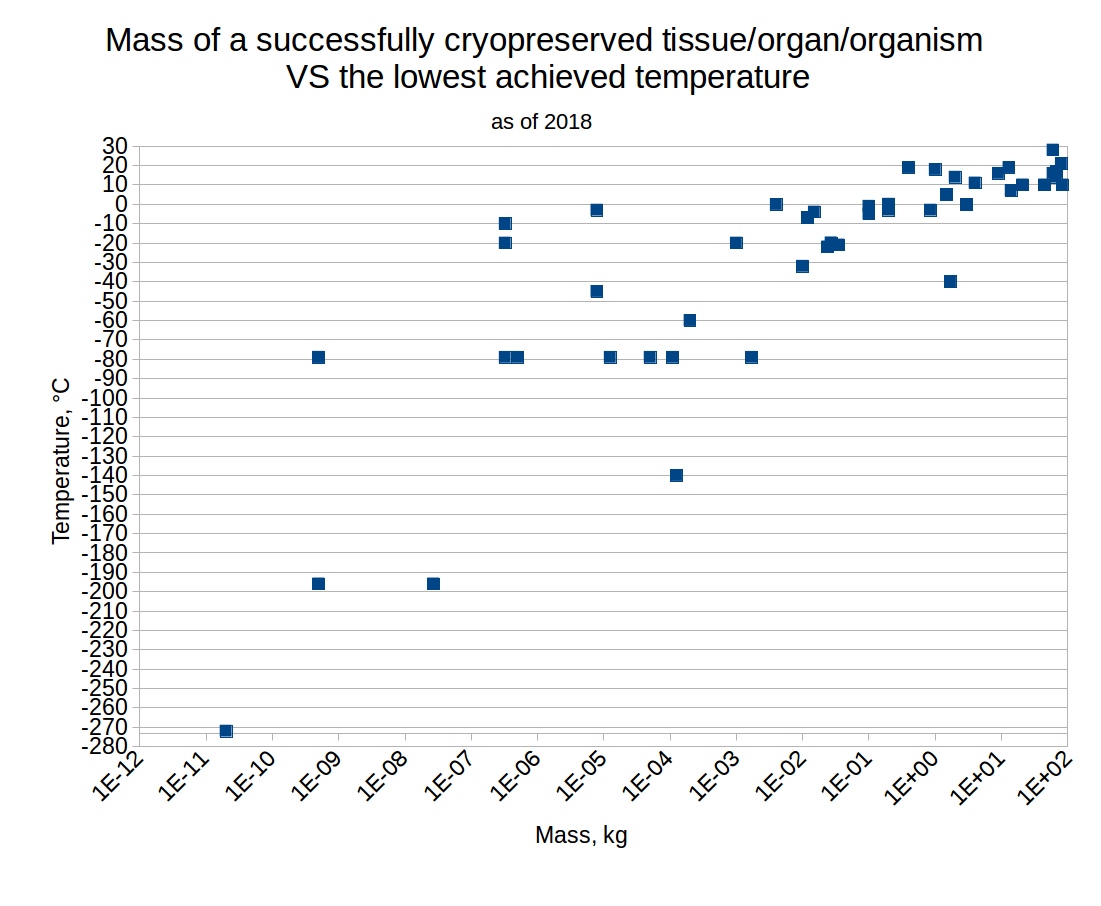 Mass of a successfully cryopreserved tissue/organ/organism
VS the lowest achieved temperature
as of 2018
30
20
10
0
-10
-20
-30
-40
-50
-60
-70
-80
-90
-100
-110
-120
-130
-140
-150
-160
-170
-180
-190
-200
-210
-220
-230
-240
-250
-260
-270
-280
Temperature, °C
1E-12
1E-11
1E-10
1E-09
1E-08
1E-07
1E-06
1E-05
1E-04
1E-03
1E-02
1E-01
1E+00
1E+01
1E+02
Mass, kg